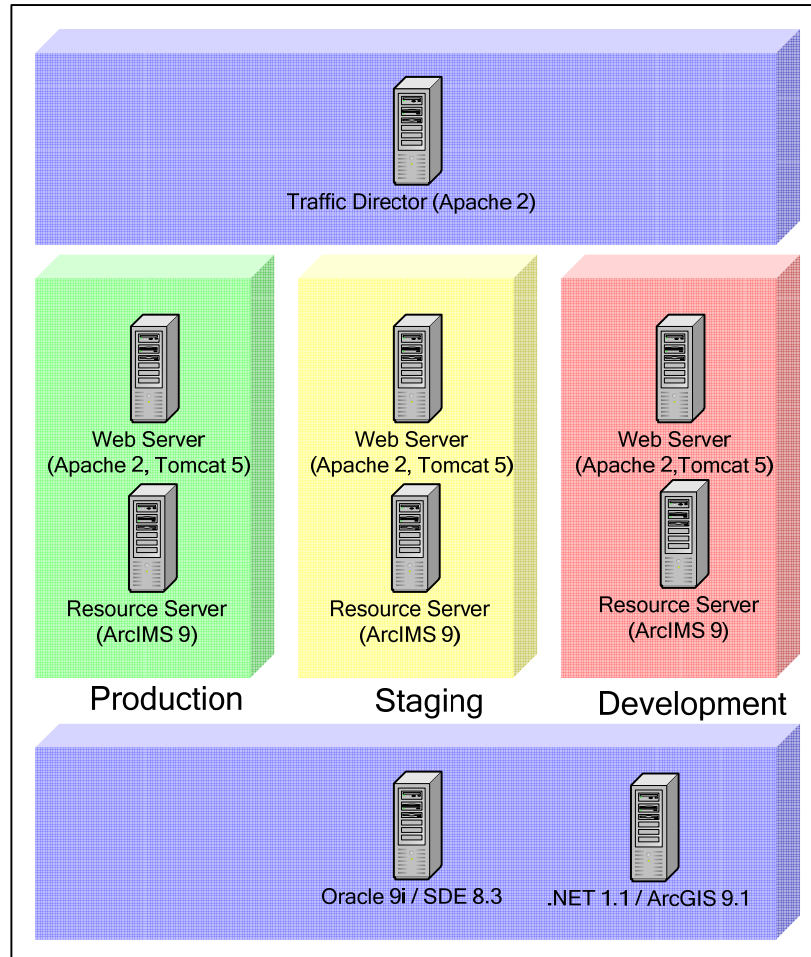 Traffic Director (Apache 2)
Web Server
(Apache 2, Tomcat 5)
Resource Server
(ArcIMS 9)
Production
Web Server
(Apache 2, Tomcat 5)
Resource Server
(ArcIMS 9)
Staging
Web Server
(Apache 2,Tomcat 5)
Resource Server
(ArcIMS 9)
Development
Oracle 9i / SDE 8.3
.NET 1.1 / ArcGIS 9.1